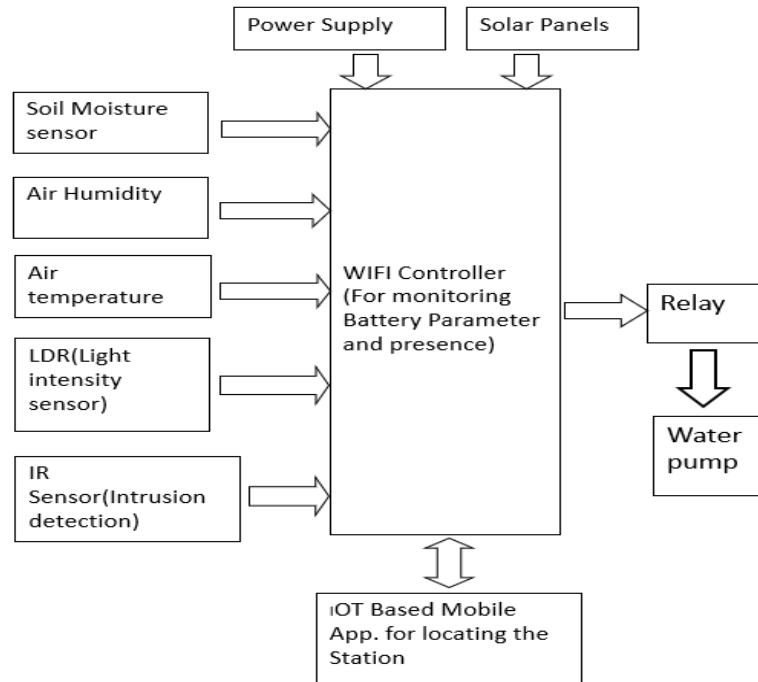 Power Supply
Solar Panels
Soil Moisture
sensor
Air Humidity
Air
temperature
LDR(Light
intensity
sensor)
IR
Sensor(Intrusion
detection)
WIFI Controller
(For monitoring
Battery Parameter
and presence)
Relay
Water
pump
iOT Based Mobile
App. for locating the
Station